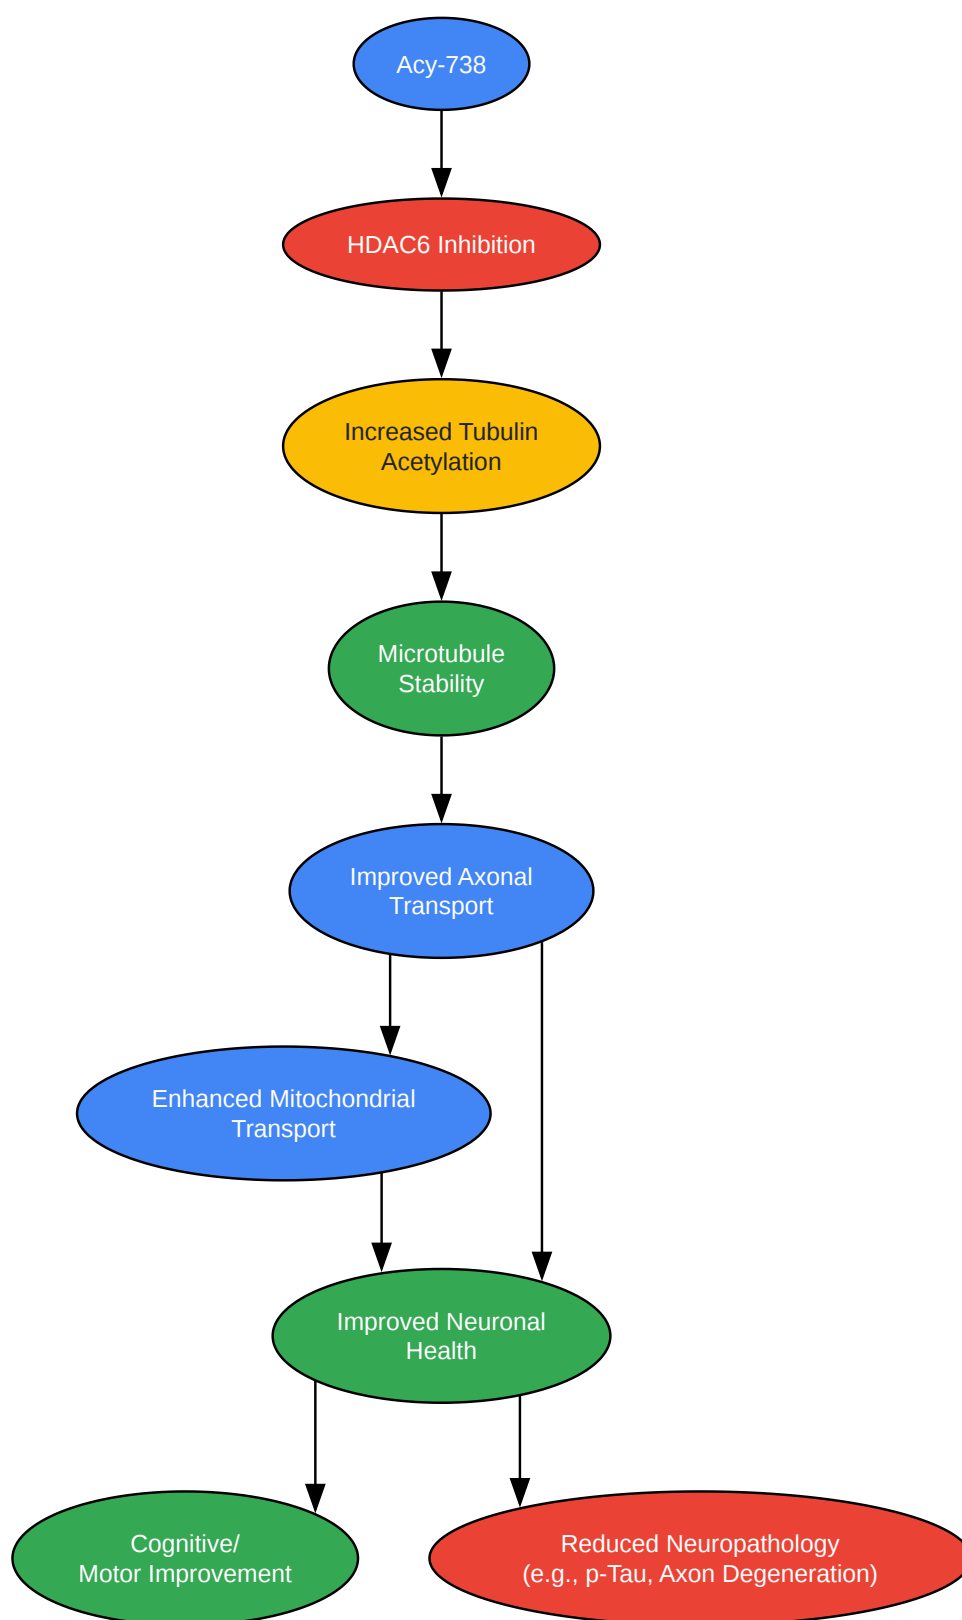 Acy-738
HDAC6 Inhibition
Increased Tubulin
Acetylation
Microtubule
Stability
Improved Axonal
Transport
Enhanced Mitochondrial
Transport
Improved Neuronal
Health
Cognitive/
Motor Improvement
Reduced Neuropathology
(e.g., p-Tau, Axon Degeneration)